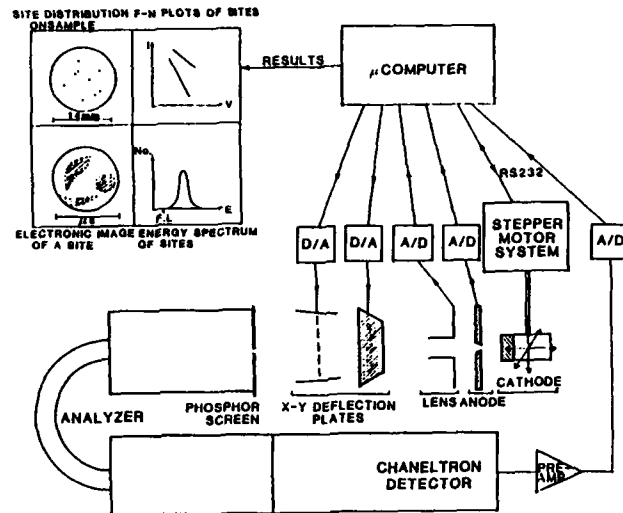 SITE DISTRIBUTION F-N PLOTS OF SITES
ONSAMPLE
I
V
14mm
No.
F.L
E
ELECTRONIC IMAGE ENERGY SPECTRUM
OF A SITE OF SITES
RESULTS
μCOMPUTER
RS232
D/A
D/A
A/D
A/D
STEPPER
MOTOR
SYSTEM
A/D
CATHODE
LENS ANODE
X-Y DEFLECTION
PLATES
PHOSPHOR
SCREEN
ANALYZER
CHANELTRON
DETECTOR
PRE-
AMP